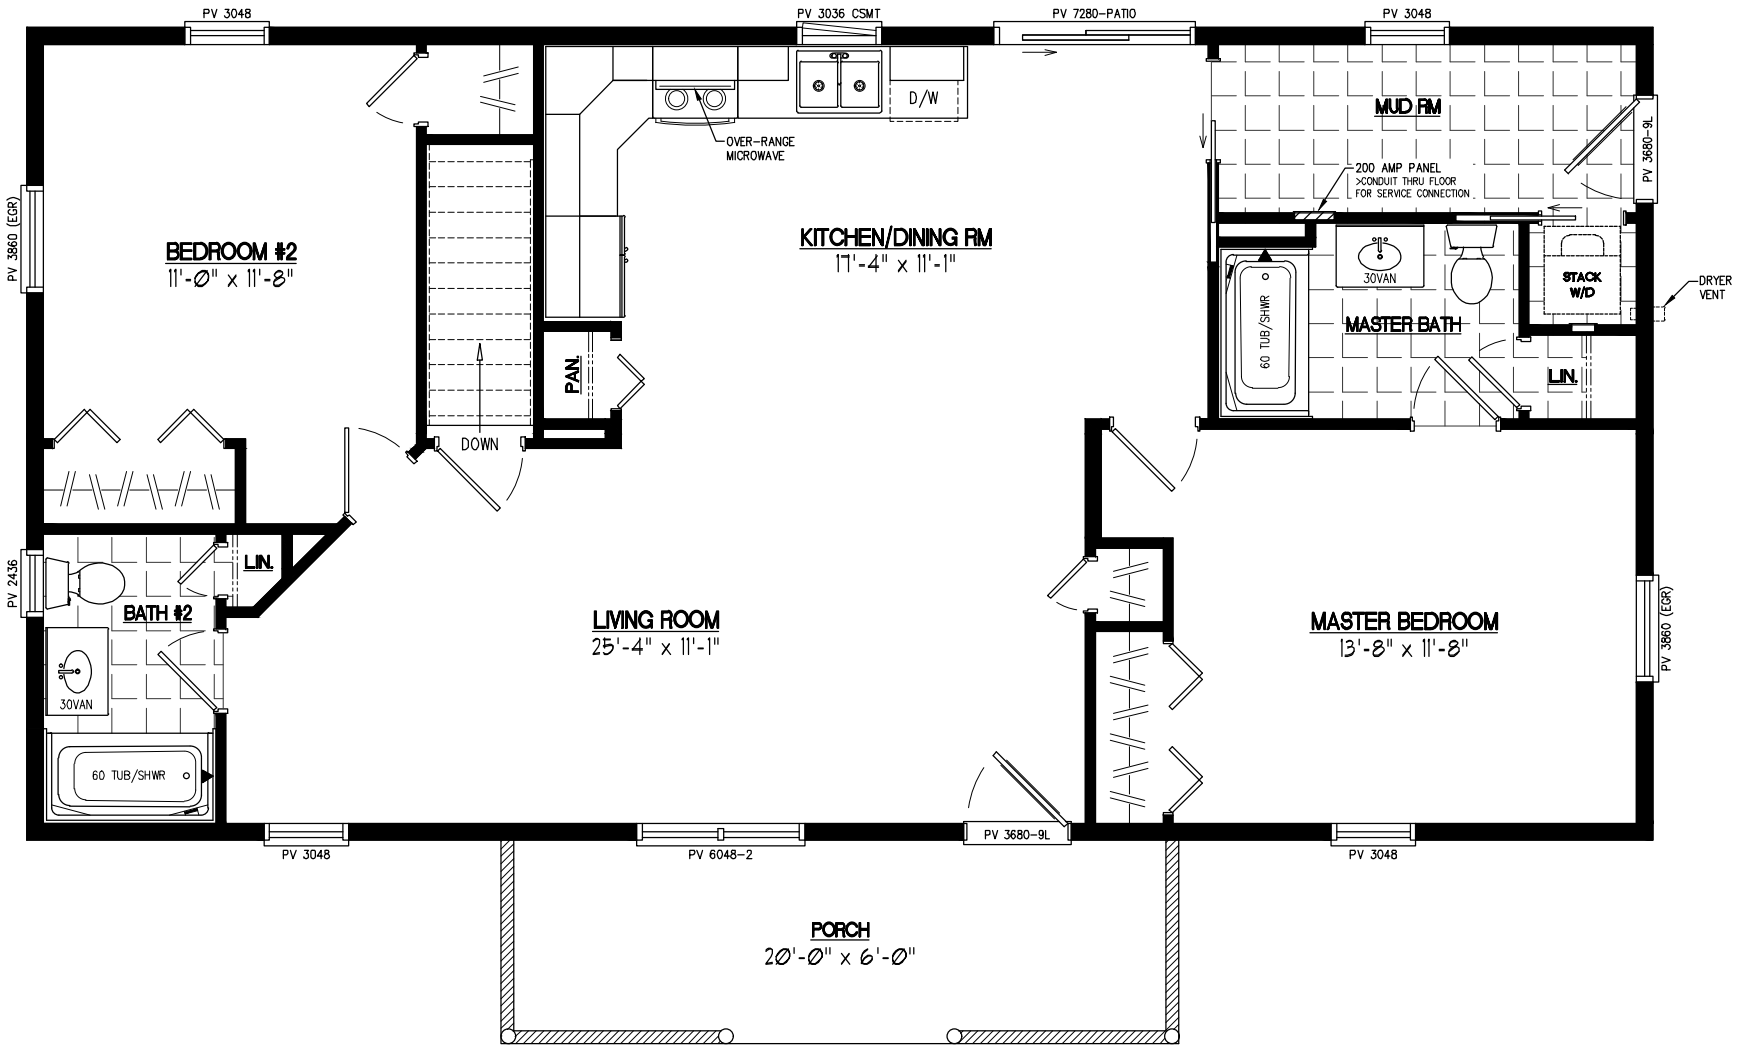 PV 3048
PV 3036 CSMT
PV 7280-PATIO
PV 3048
D/W
MUD RM
OVER-RANGE
MICROWAVE
PV 3680-9L
200 AMP PANEL
>CONDUIT THRU FLOOR
FOR SERVICE CONNECTION
PV 3860 (EGR)
BEDROOM #2
11'-0" x 11'-8"
KITCHEN/DINING RM
17'-4" x 11'-1"
30VAN
STACK
W/D
DRYER
VENT
60 TUB/SHWR
MASTER BATH
PAN.
LIN.
DOWN
PV 2436
LIN.
BATH #2
LIVING ROOM
25'-4" x 11'-1"
MASTER BEDROOM
13'-8" x 11'-8"
PV 3860 (EGR)
30VAN
60 TUB/SHWR
PV 3048
PV 6048-2
PV 3680-9L
PV 3048
PORCH
20'-0" x 6'-0"